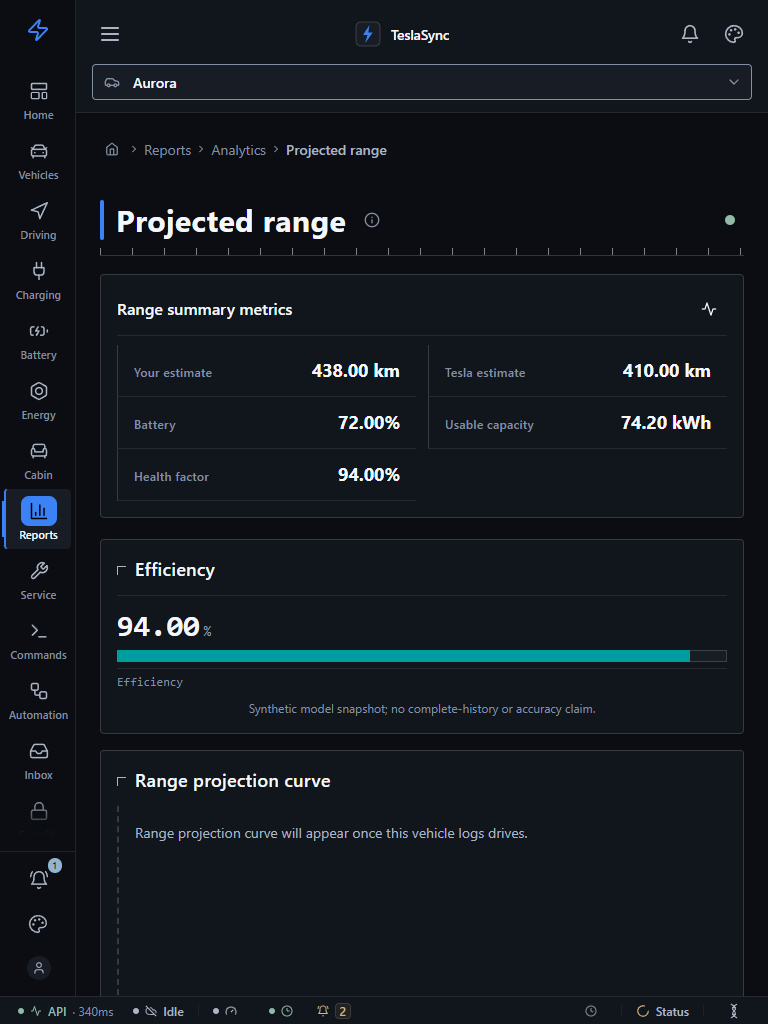 TeslaSync
Aurora
Home
Vehicles
Driving
Charging
Battery
Energy
Cabin
Reports
Service
Commands
Automation
Inbox
1
Reports > Analytics > Projected range
Projected range
Range summary metrics
Your estimate 438.00 km
Tesla estimate 410.00 km
Battery 72.00%
Usable capacity 74.20 kWh
Health factor 94.00%
Efficiency
94.00 %
Efficiency
Synthetic model snapshot; no complete-history or accuracy claim.
Range projection curve
Range projection curve will appear once this vehicle logs drives.
API · 340ms Idle 2 Status